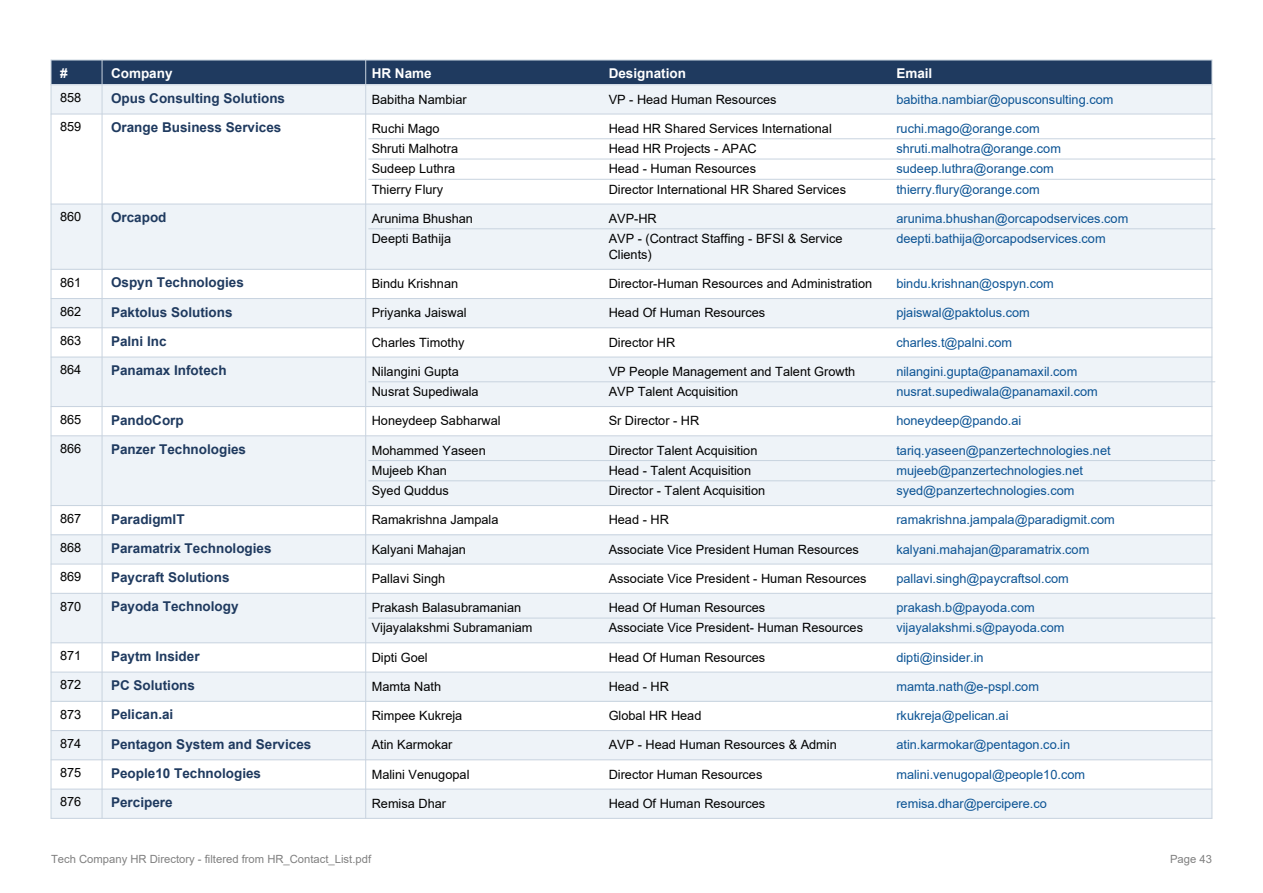 # Company HR Name Designation Email
858 Opus Consulting Solutions Babitha Nambiar VP - Head Human Resources babitha.nambiar@opusconsulting.com
859 Orange Business Services Ruchi Mago Head HR Shared Services International ruchi.mago@orange.com
Shruti Malhotra Head HR Projects - APAC shruti.malhotra@orange.com
Sudeep Luthra Head - Human Resources sudeep.luthra@orange.com
Thierry Flury Director International HR Shared Services thierry.flury@orange.com
860 Orcapod Arunima Bhushan AVP-HR arunima.bhushan@orcapodservices.com
Deepti Bathija AVP - (Contract Staffing - BFSI & Service deepti.bathija@orcapodservices.com
Clients)
861 Ospyn Technologies Bindu Krishnan Director-Human Resources and Administration bindu.krishnan@ospyn.com
862 Paktolus Solutions Priyanka Jaiswal Head Of Human Resources pjaiswal@paktolus.com
863 Palni Inc Charles Timothy Director HR charles.t@palni.com
864 Panamax Infotech Nilangini Gupta VP People Management and Talent Growth nilangini.gupta@panamaxil.com
Nusrat Supediwala AVP Talent Acquisition nusrat.supediwala@panamaxil.com
865 PandoCorp Honeydeep Sabharwal Sr Director - HR honeydeep@pando.ai
866 Panzer Technologies Mohammed Yaseen Director Talent Acquisition tariq.yaseen@panzertechnologies.net
Mujeeb Khan Head - Talent Acquisition mujeeb@panzertechnologies.net
Syed Quddus Director - Talent Acquisition syed@panzertechnologies.com
867 ParadigmIT Ramakrishna Jampala Head - HR ramakrishna.jampala@paradigmit.com
868 Paramatrix Technologies Kalyani Mahajan Associate Vice President Human Resources kalyani.mahajan@paramatrix.com
869 Paycraft Solutions Pallavi Singh Associate Vice President - Human Resources pallavi.singh@paycraftsol.com
870 Payoda Technology Prakash Balasubramanian Head Of Human Resources prakash.b@payoda.com
Vijayalakshmi Subramaniam Associate Vice President- Human Resources vijayalakshmi.s@payoda.com
871 Paytm Insider Dipti Goel Head Of Human Resources dipti@insider.in
872 PC Solutions Mamta Nath Head - HR mamta.nath@e-pspl.com
873 Pelican.ai Rimpee Kukreja Global HR Head rkukreja@pelican.ai
874 Pentagon System and Services Atin Karmokar AVP - Head Human Resources & Admin atin.karmokar@pentagon.co.in
875 People10 Technologies Malini Venugopal Director Human Resources malini.venugopal@people10.com
876 Percipere Remisa Dhar Head Of Human Resources remisa.dhar@percipere.co
Tech Company HR Directory - filtered from HR_Contact_List.pdf Page 43